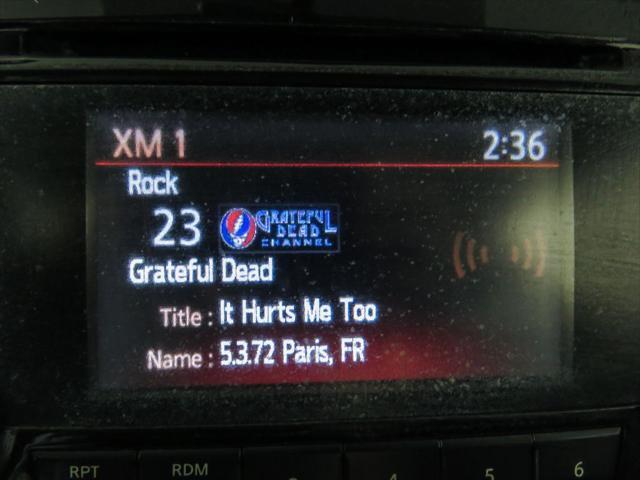 XM 1 2:36
Rock
23 GRATEFUL DEAD CHANNEL
Grateful Dead
Title : It Hurts Me Too
Name : 5.3.72 Paris, FR
RPT RDM 5 6